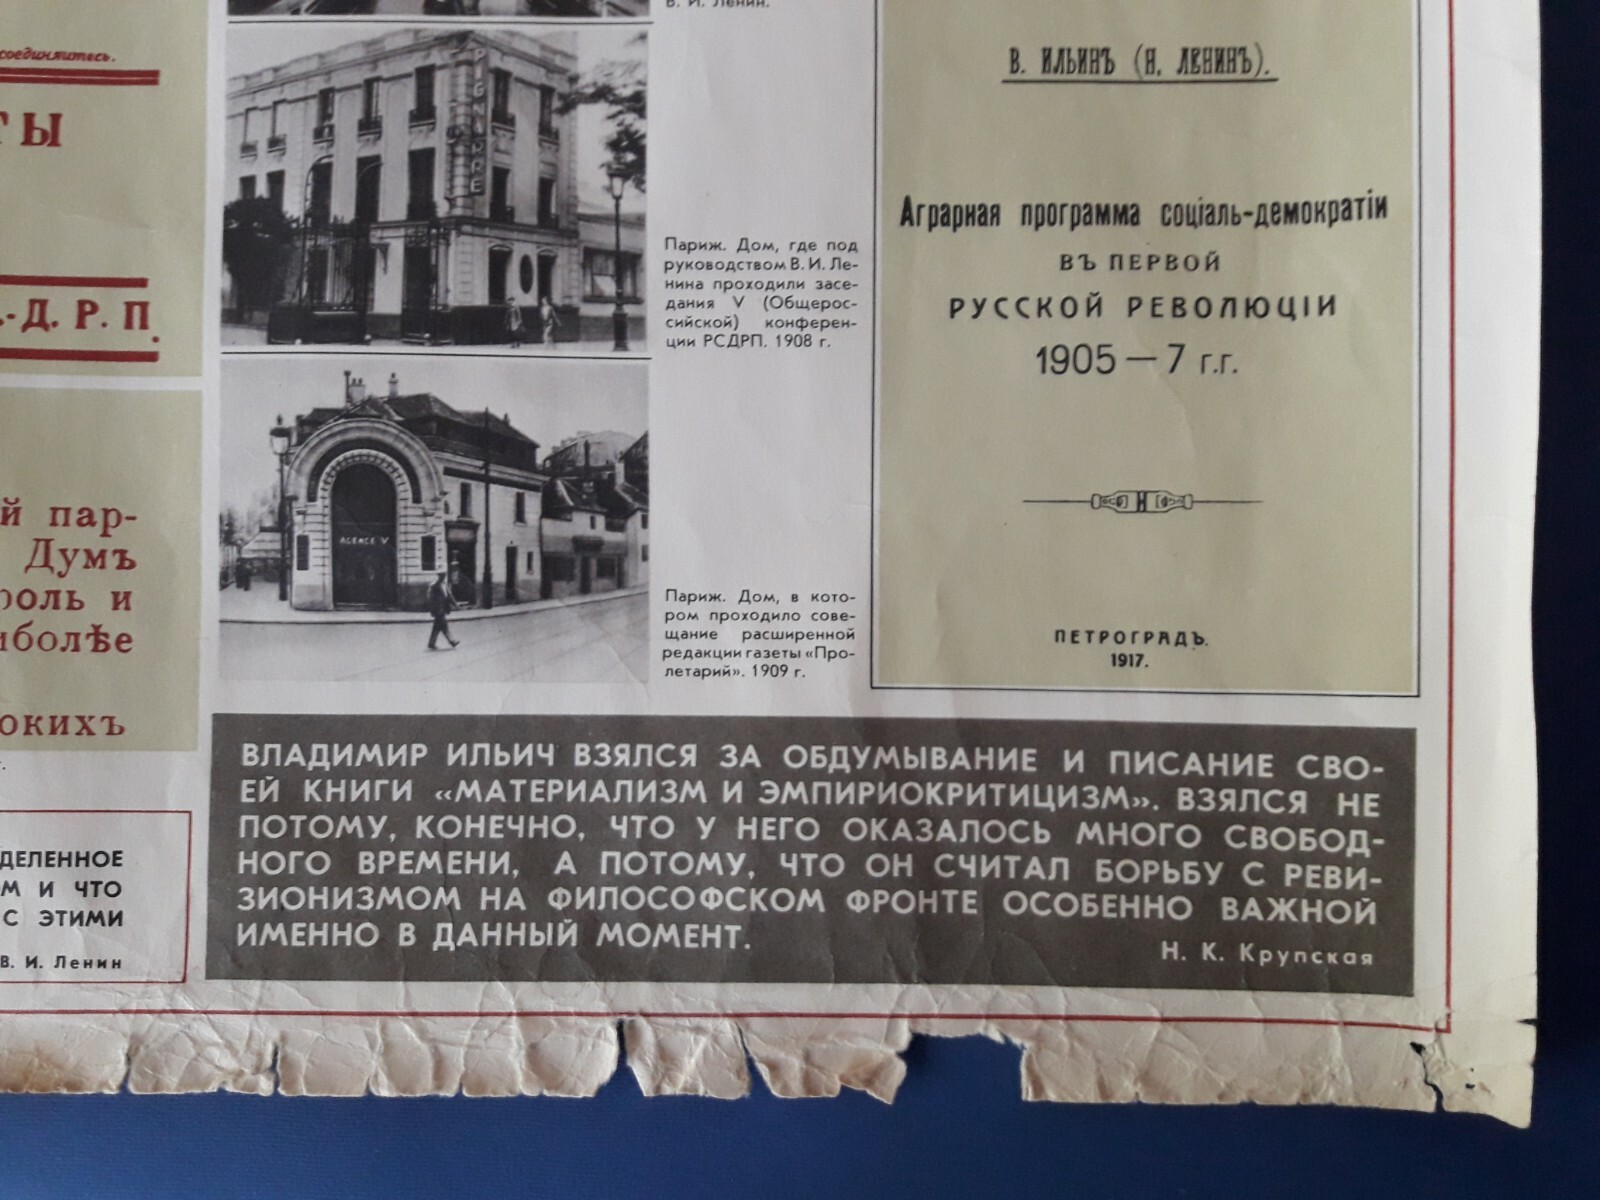 В. И. Ленин.
соединяйтесь.
ТЫ
.-Д. Р. П.
й пар-
Думъ
роль и
иболѣе
окихъ
г.
ДЕЛЕННОЕ
М И ЧТО
С ЭТИМИ
В. И. Ленин
PIGNARRE
Париж. Дом, где под
руководством В. И. Ле-
нина проходили засе-
дания V (Общерос-
сийской) конферен-
ции РСДРП. 1908 г.
AGENCE V
Париж. Дом, в кото-
ром проходило сове-
щание расширенной
редакции газеты «Про-
летарий». 1909 г.
В. ИЛЬИНЪ (Н. ЛЕНИНЪ).
Аграрная программа соціаль-демократіи
ВЪ ПЕРВОЙ
РУССКОЙ РЕВОЛЮЦІИ
1905 — 7 г.г.
ПЕТРОГРАДЪ.
1917.
ВЛАДИМИР ИЛЬИЧ ВЗЯЛСЯ ЗА ОБДУМЫВАНИЕ И ПИСАНИЕ СВО-
ЕЙ КНИГИ «МАТЕРИАЛИЗМ И ЭМПИРИОКРИТИЦИЗМ». ВЗЯЛСЯ НЕ
ПОТОМУ, КОНЕЧНО, ЧТО У НЕГО ОКАЗАЛОСЬ МНОГО СВОБОД-
НОГО ВРЕМЕНИ, А ПОТОМУ, ЧТО ОН СЧИТАЛ БОРЬБУ С РЕВИ-
ЗИОНИЗМОМ НА ФИЛОСОФСКОМ ФРОНТЕ ОСОБЕННО ВАЖНОЙ
ИМЕННО В ДАННЫЙ МОМЕНТ.
Н. К. Крупская